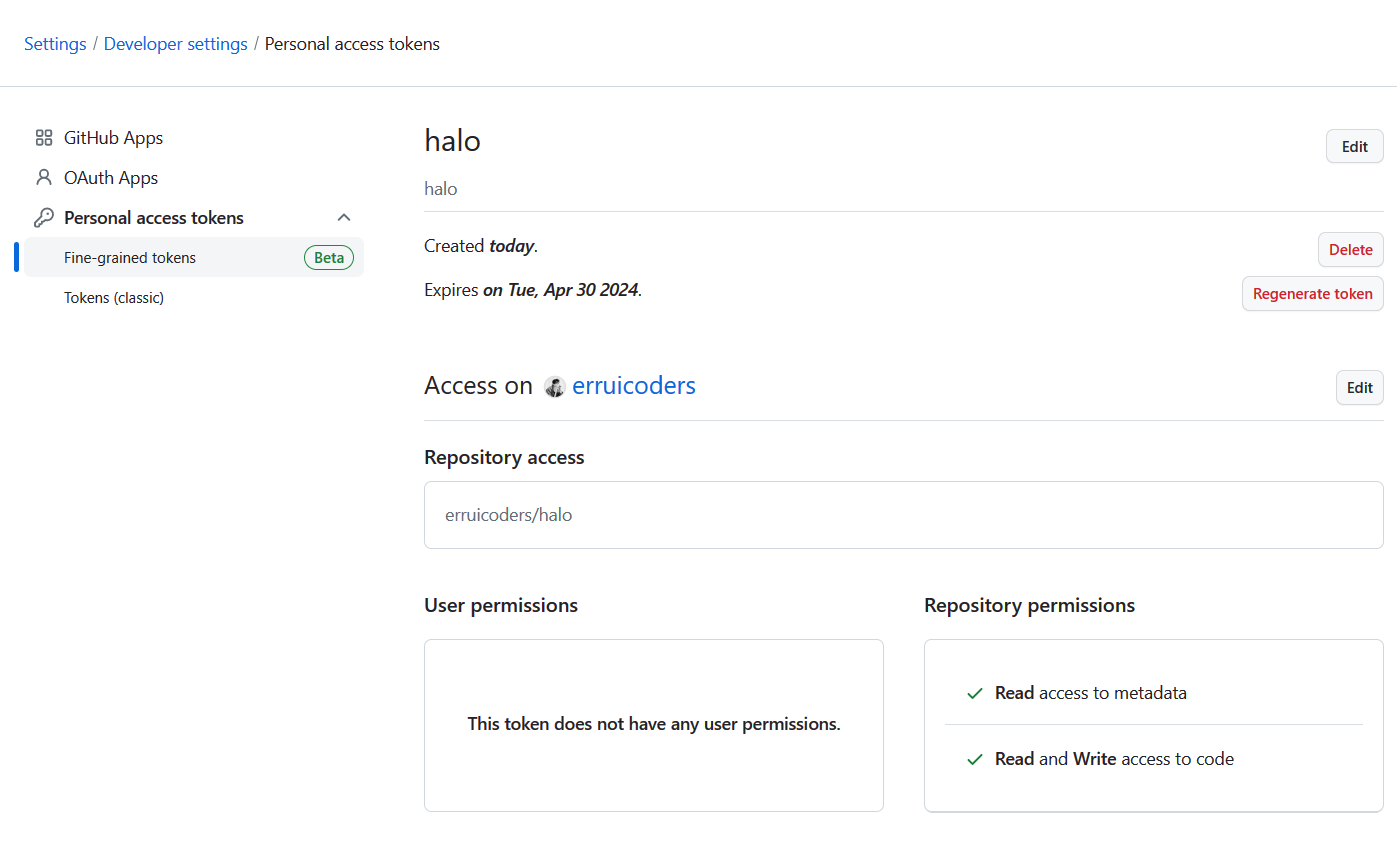 Settings / Developer settings / Personal access tokens
GitHub Apps
OAuth Apps
Personal access tokens
Fine-grained tokens Beta
Tokens (classic)
halo
Edit
halo
Created today.
Delete
Expires on Tue, Apr 30 2024.
Regenerate token
Access on erruicoders
Edit
Repository access
erruicoders/halo
User permissions
This token does not have any user permissions.
Repository permissions
Read access to metadata
Read and Write access to code